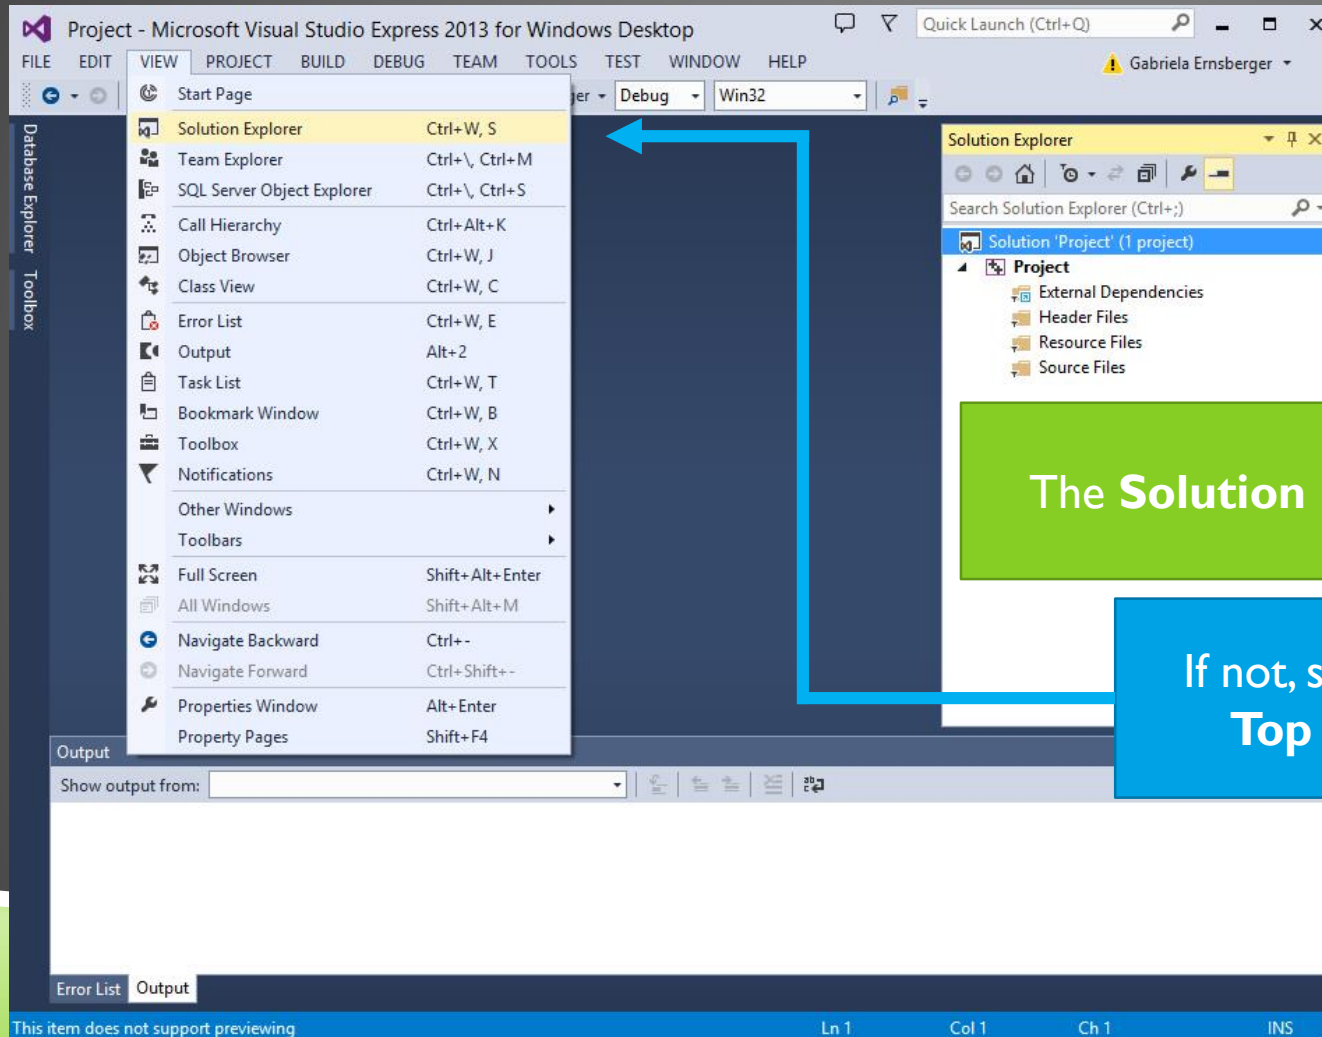 Project - Microsoft Visual Studio Express 2013 for Windows Desktop
Quick Launch (Ctrl+Q)
FILE EDIT VIEW PROJECT BUILD DEBUG TEAM TOOLS TEST WINDOW HELP
Gabriela Ernsberger
Debug Win32
Database Explorer
Toolbox
Start Page
Solution Explorer Ctrl+W, S
Team Explorer Ctrl+\, Ctrl+M
SQL Server Object Explorer Ctrl+\, Ctrl+S
Call Hierarchy Ctrl+Alt+K
Object Browser Ctrl+W, J
Class View Ctrl+W, C
Error List Ctrl+W, E
Output Alt+2
Task List Ctrl+W, T
Bookmark Window Ctrl+W, B
Toolbox Ctrl+W, X
Notifications Ctrl+W, N
Other Windows
Toolbars
Full Screen Shift+Alt+Enter
All Windows Shift+Alt+M
Navigate Backward Ctrl+-
Navigate Forward Ctrl+Shift+-
Properties Window Alt+Enter
Property Pages Shift+F4
Solution Explorer
Search Solution Explorer (Ctrl+;)
Solution 'Project' (1 project)
Project
External Dependencies
Header Files
Resource Files
Source Files
The Solution
If not,
Top
Output
Show output from:
Error List Output
This item does not support previewing Ln 1 Col 1 Ch 1 INS